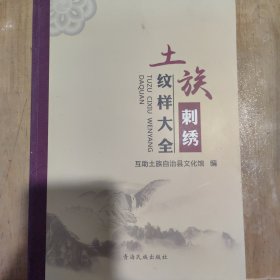 土族
刺绣
纹样大全
TUZU CIXIU WENYANG
DAQUAN
互助土族自治县文化馆 编
青海民族出版社